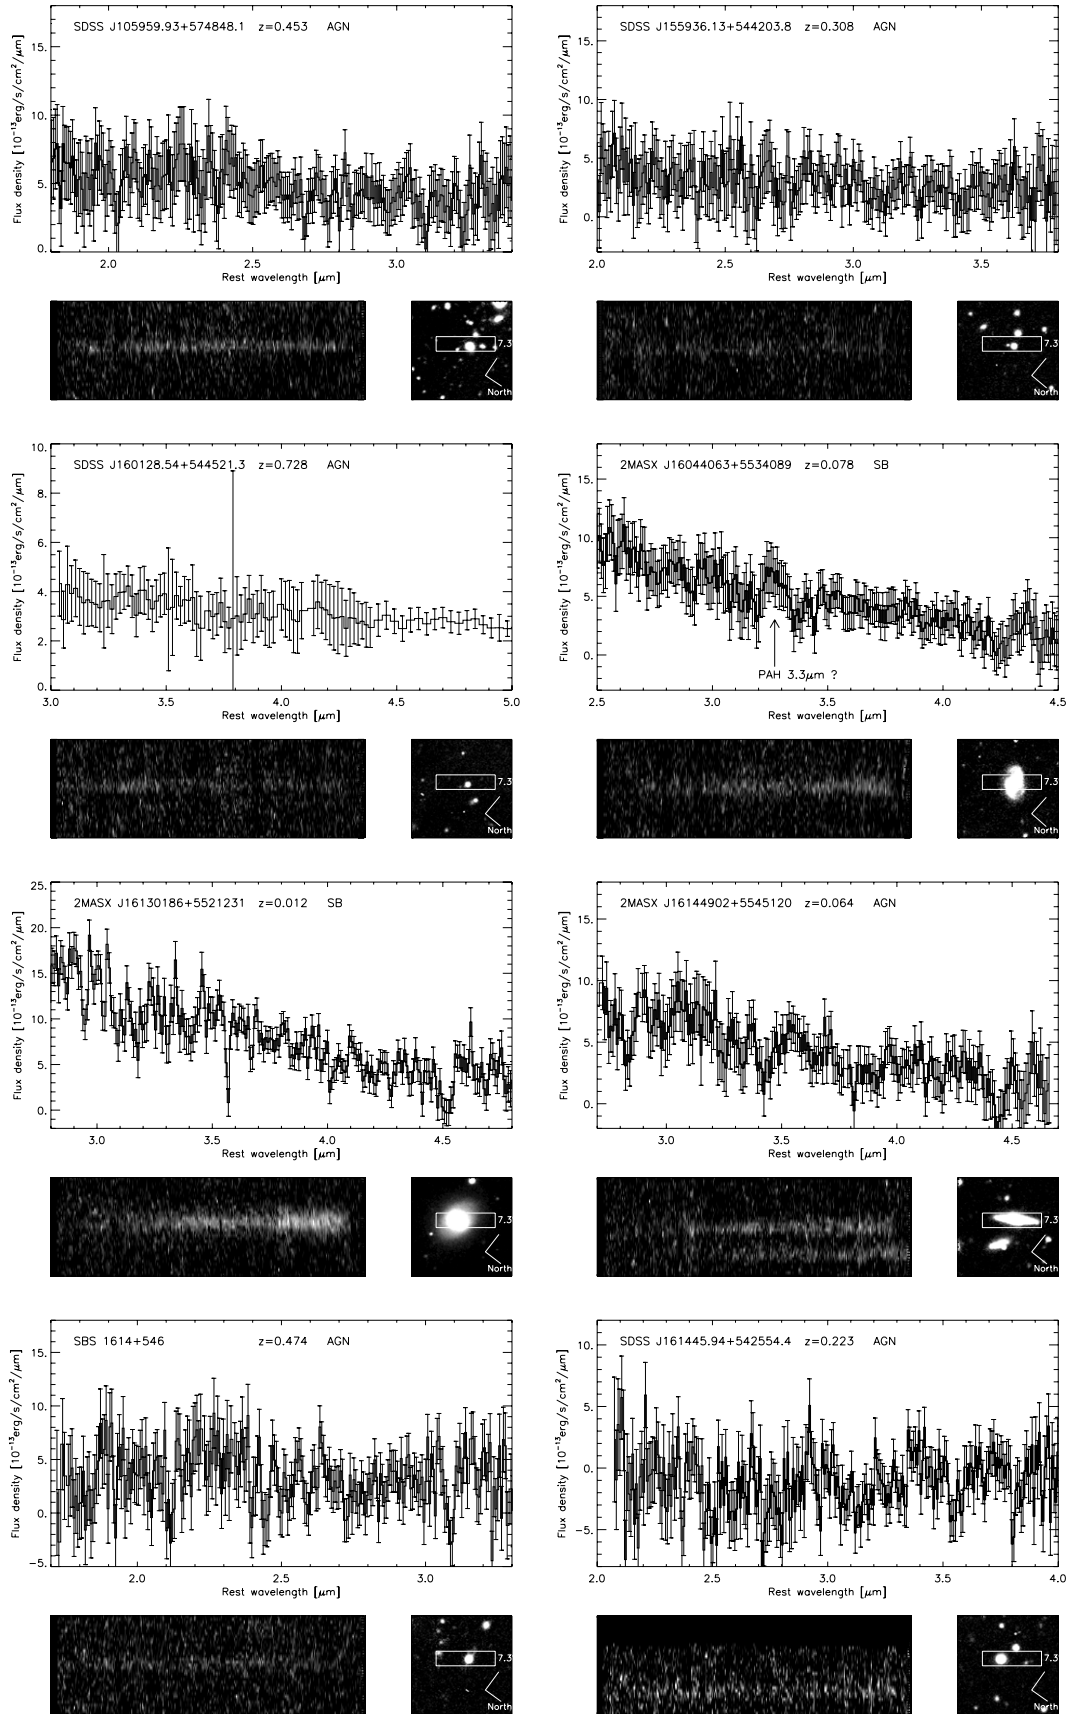 SDSS J105959.93+574848.1 z=0.453 AGN
Flux density [10⁻¹³erg/s/cm²/μm]
15.
10.
5.
0.
2.0 2.5 3.0
Rest wavelength [μm]
7.3
North
SDSS J155936.13+544203.8 z=0.308 AGN
Flux density [10⁻¹³erg/s/cm²/μm]
15.
10.
5.
0.
2.0 2.5 3.0 3.5
Rest wavelength [μm]
7.3
North
SDSS J160128.54+544521.3 z=0.728 AGN
Flux density [10⁻¹³erg/s/cm²/μm]
10.
8.
6.
4.
2.
0.
3.0 3.5 4.0 4.5 5.0
Rest wavelength [μm]
7.3
North
2MASX J16044063+5534089 z=0.078 SB
Flux density [10⁻¹³erg/s/cm²/μm]
15.
10.
5.
0.
PAH 3.3μm ?
2.5 3.0 3.5 4.0 4.5
Rest wavelength [μm]
7.3
North
2MASX J16130186+5521231 z=0.012 SB
Flux density [10⁻¹³erg/s/cm²/μm]
25.
20.
15.
10.
5.
0.
3.0 3.5 4.0 4.5
Rest wavelength [μm]
7.3
North
2MASX J16144902+5545120 z=0.064 AGN
Flux density [10⁻¹³erg/s/cm²/μm]
15.
10.
5.
0.
3.0 3.5 4.0 4.5
Rest wavelength [μm]
7.3
North
SBS 1614+546 z=0.474 AGN
Flux density [10⁻¹³erg/s/cm²/μm]
15.
10.
5.
0.
−5.
2.0 2.5 3.0
Rest wavelength [μm]
7.3
North
SDSS J161445.94+542554.4 z=0.223 AGN
Flux density [10⁻¹³erg/s/cm²/μm]
10.
5.
0.
−5.
2.0 2.5 3.0 3.5 4.0
Rest wavelength [μm]
7.3
North